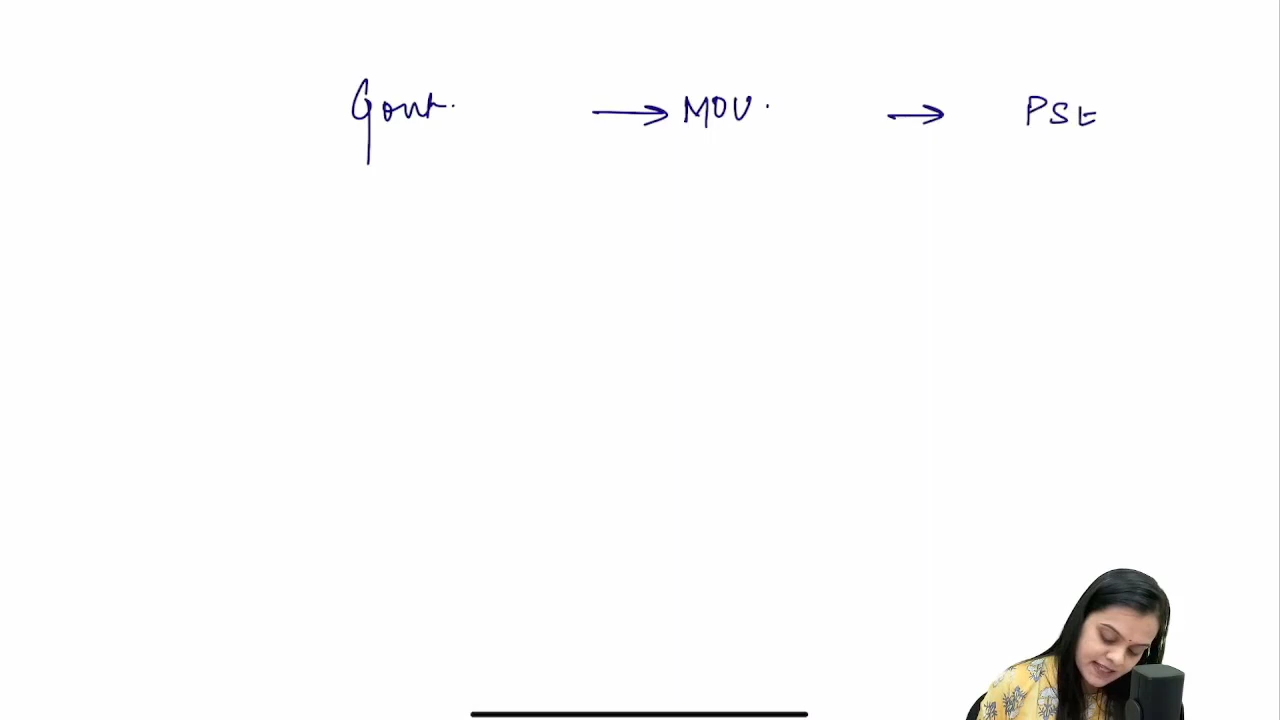 Govt. → MOU. → PSE